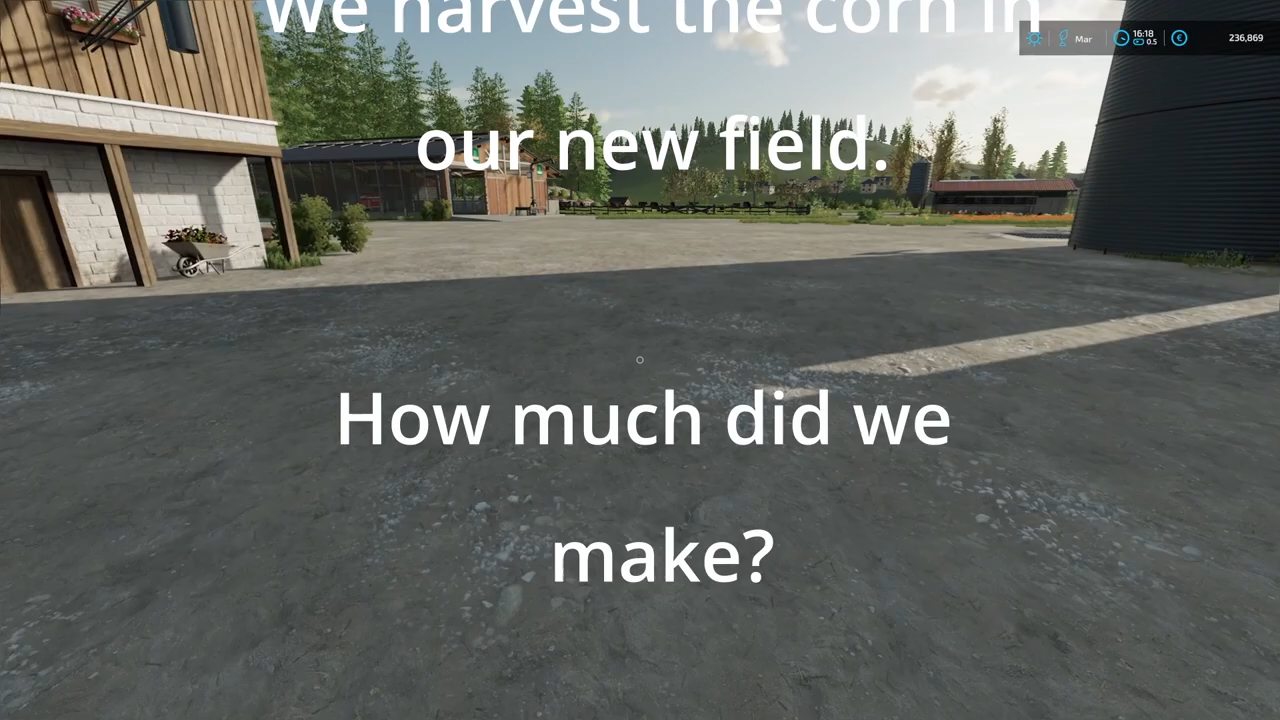 We harvest the corn in
our new field.
How much did we
make?
Mar
16:18
0.5
236,869